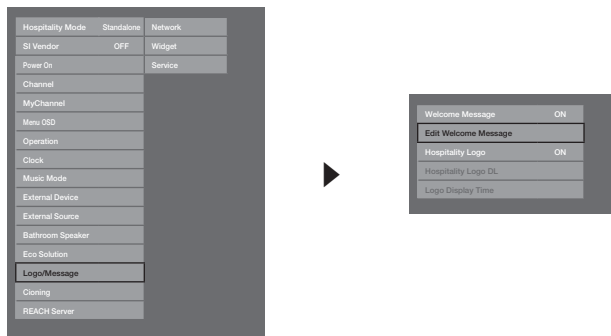 Hospitality Mode Standalone Network
SI Vendor OFF Widget
Power On Service
Channel
MyChannel
Menu OSD
Operation
Clock
Music Mode
External Device
External Source
Bathroom Speaker
Eco Solution
Logo/Message
Cloning
REACH Server
Welcome Message ON
Edit Welcome Message
Hospitality Logo ON
Hospitality Logo DL
Logo Display Time